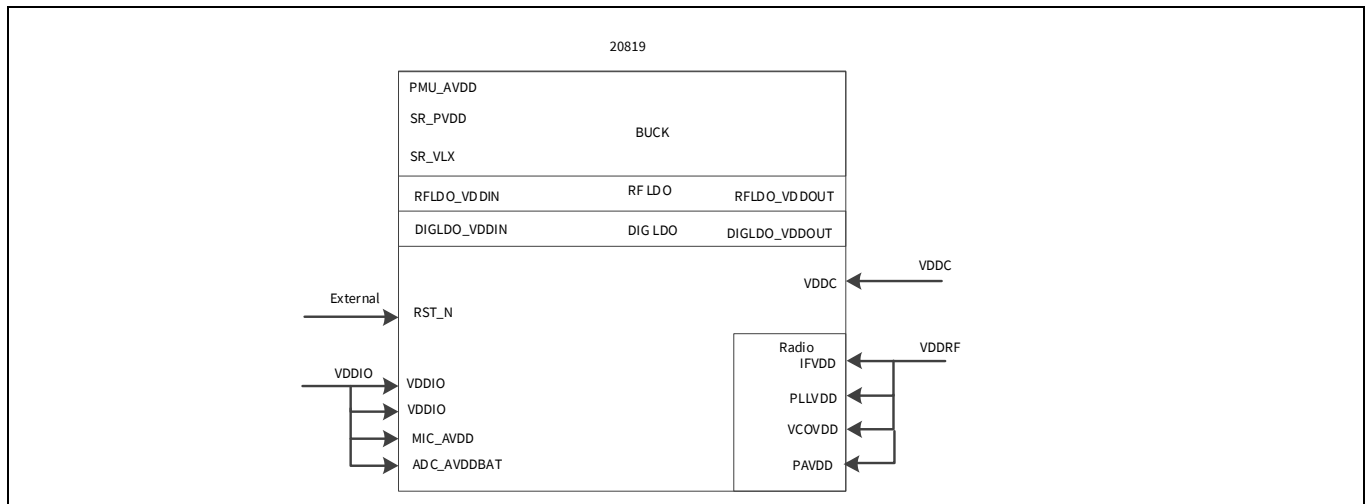 20819
PMU_AVDD
SR_PVDD
BUCK
SR_VLX
RFLDO_VDDIN
RF LDO
RFLDO_VDDOUT
DIGLDO_VDDIN
DIG LDO
DIGLDO_VDDOUT
VDDC
VDDC
External
RST_N
Radio
IFVDD
VDDRF
VDDIO
VDDIO
PLLVDD
VDDIO
VCOVDD
MIC_AVDD
ADC_AVDDBAT
PAVDD